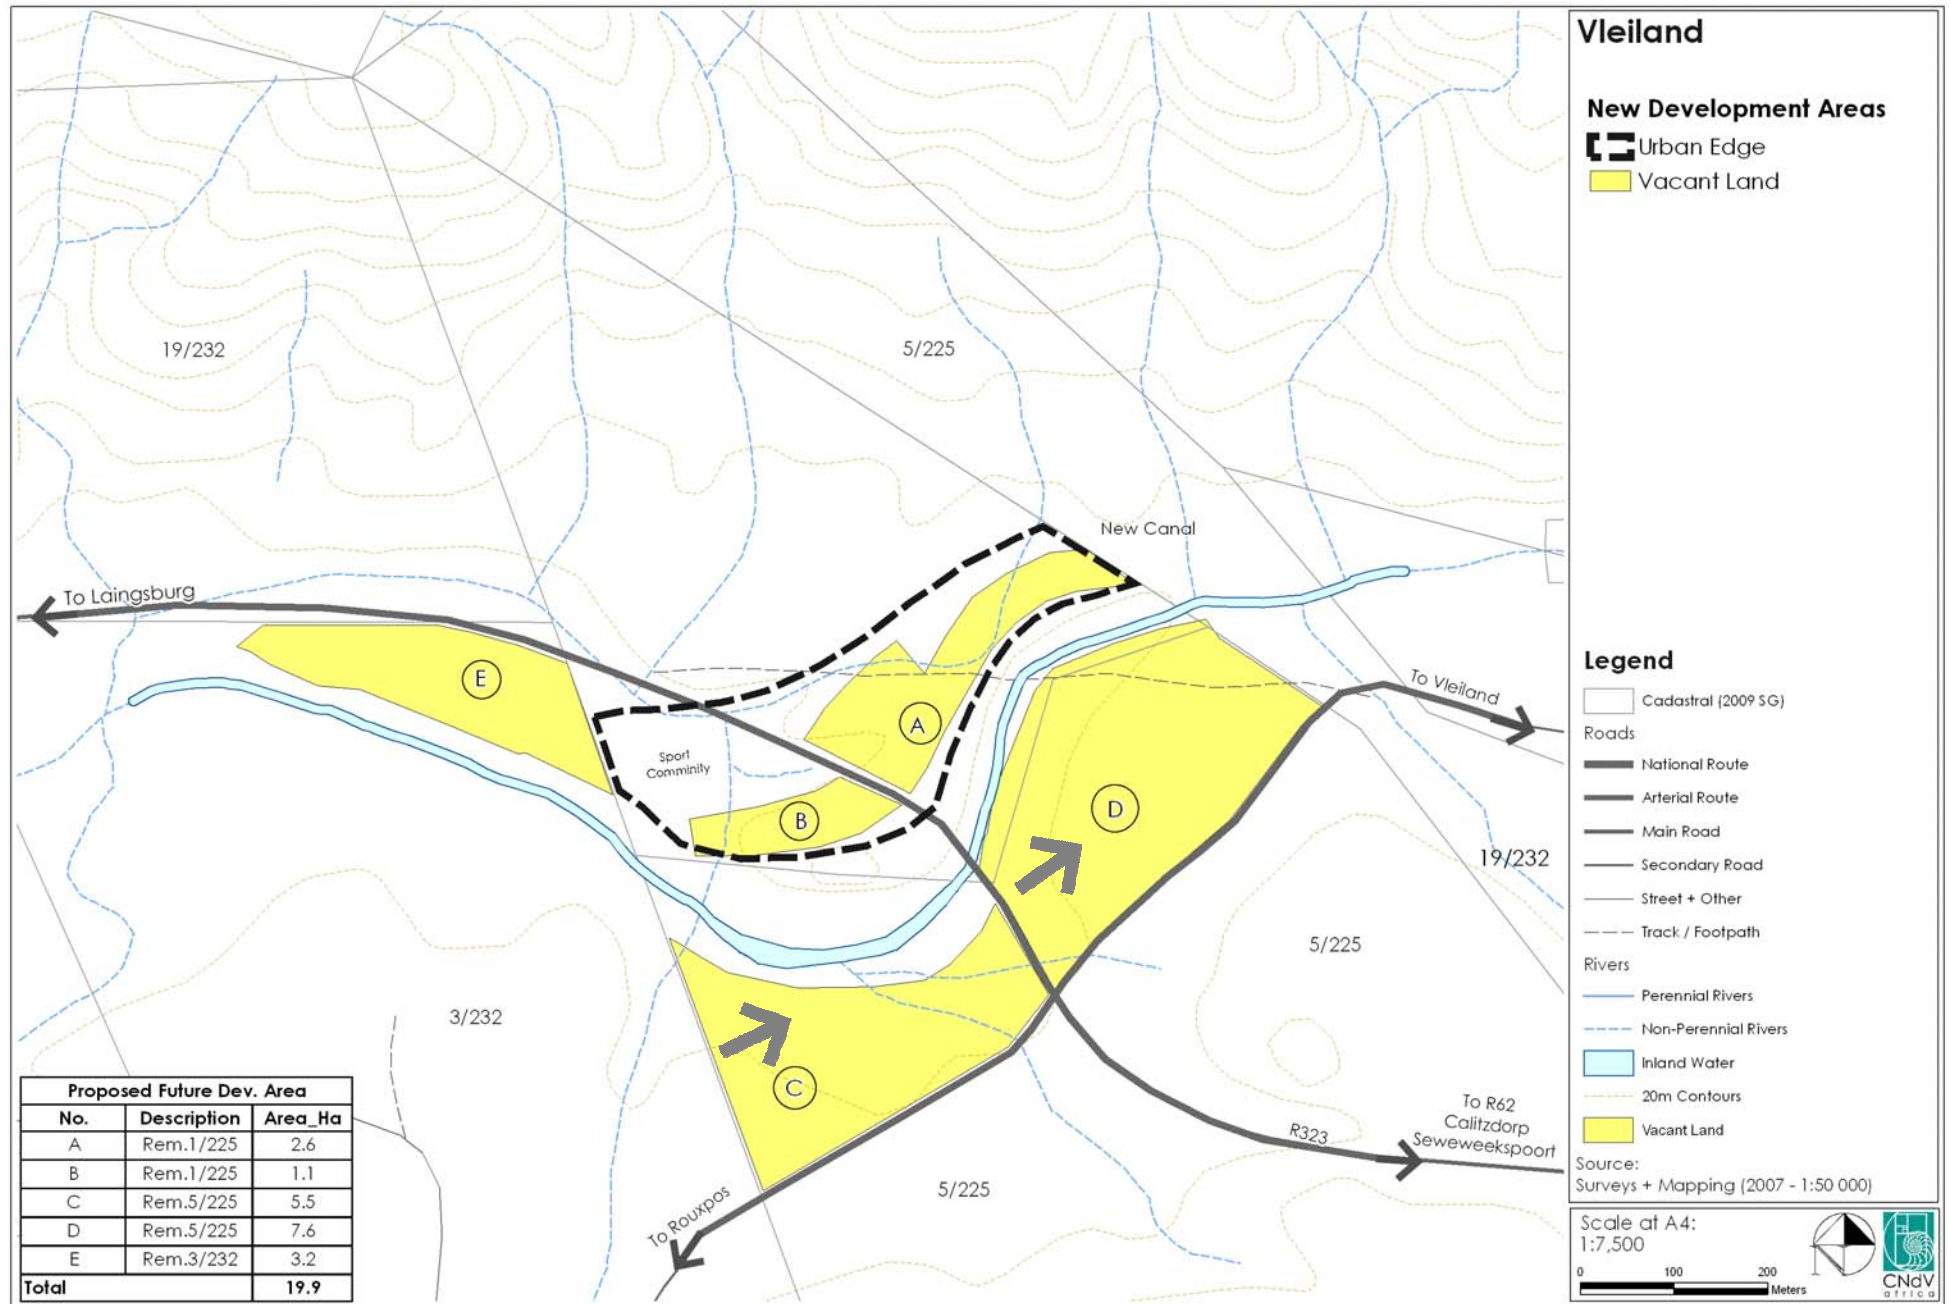 Vleiland
New Development Areas
Urban Edge
Vacant Land
19/232
5/225
New Canal
To Laingsburg
E
Sport
Comminity
A
B
D
To Vleiland
19/232
5/225
3/232
C
R323
To R62
Calitzdorp
Seweweekspoort
5/225
To Rouxpos
Proposed Future Dev. Area
No. Description Area_Ha
A Rem.1/225 2.6
B Rem.1/225 1.1
C Rem.5/225 5.5
D Rem.5/225 7.6
E Rem.3/232 3.2
Total 19.9
Legend
Cadastral (2009 SG)
Roads
National Route
Arterial Route
Main Road
Secondary Road
Street + Other
Track / Footpath
Rivers
Perennial Rivers
Non-Perennial Rivers
Inland Water
20m Contours
Vacant Land
Source:
Surveys + Mapping (2007 - 1:50 000)
Scale at A4:
1:7,500
0 100 200
Meters
CNdV
africa